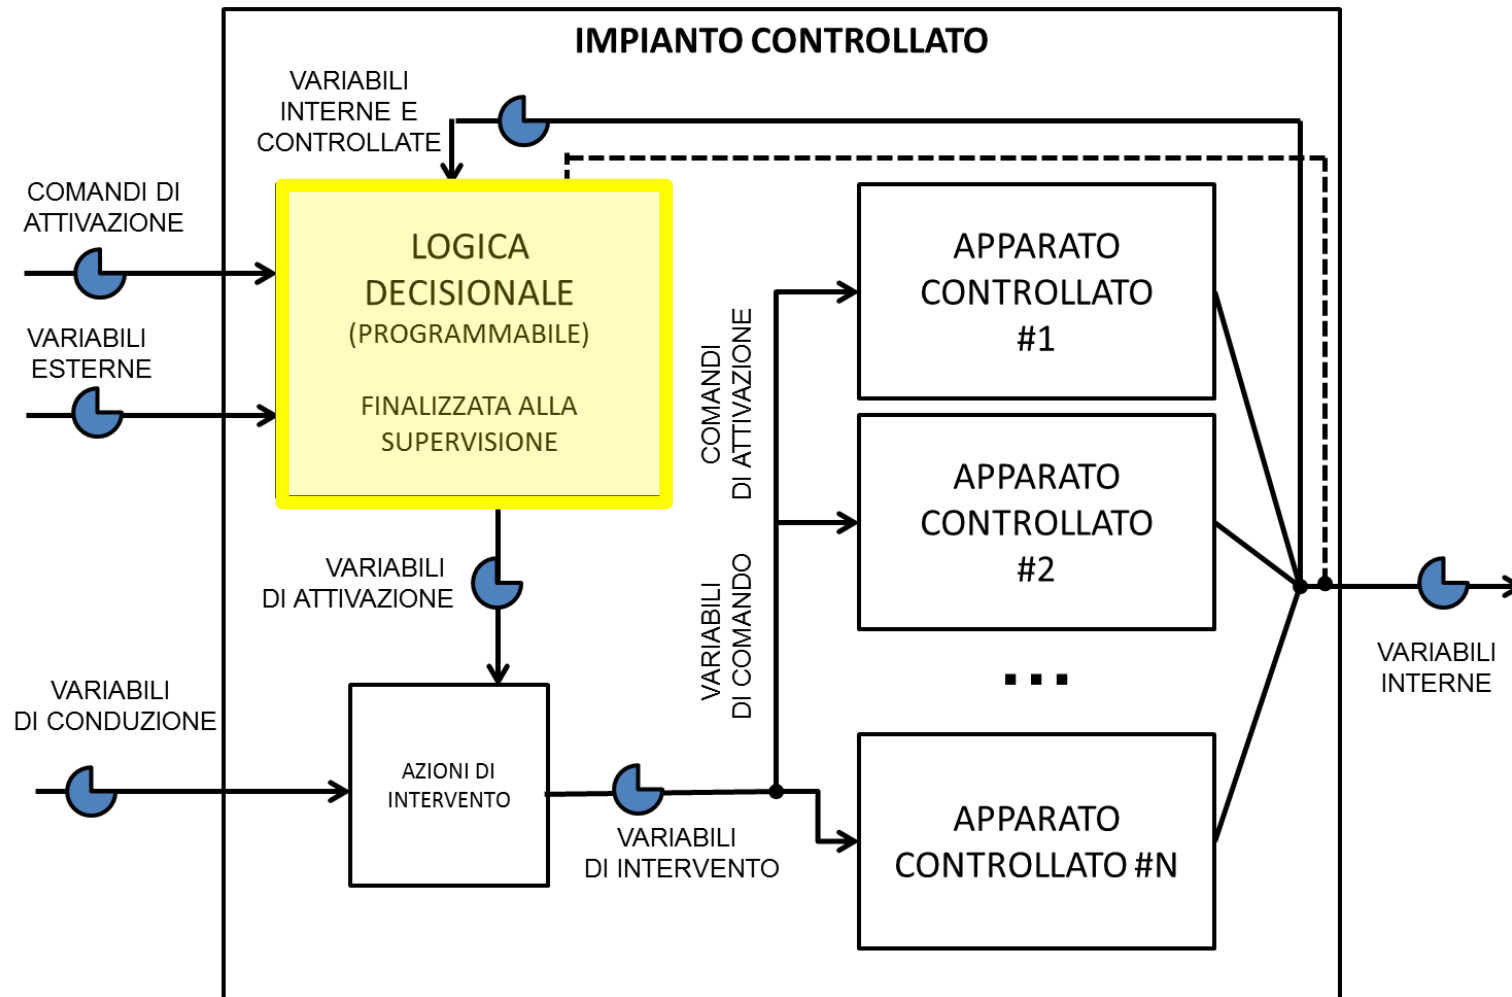 IMPIANTO CONTROLLATO
VARIABILI
INTERNE E
CONTROLLATE
COMANDI DI
ATTIVAZIONE
VARIABILI
ESTERNE
LOGICA
DECISIONALE
(PROGRAMMABILE)
FINALIZZATA ALLA
SUPERVISIONE
VARIABILI
DI ATTIVAZIONE
VARIABILI
DI CONDUZIONE
AZIONI DI
INTERVENTO
VARIABILI
DI INTERVENTO
COMANDI
DI ATTIVAZIONE
VARIABILI
DI COMANDO
APPARATO
CONTROLLATO
#1
APPARATO
CONTROLLATO
#2
...
APPARATO
CONTROLLATO #N
VARIABILI
INTERNE